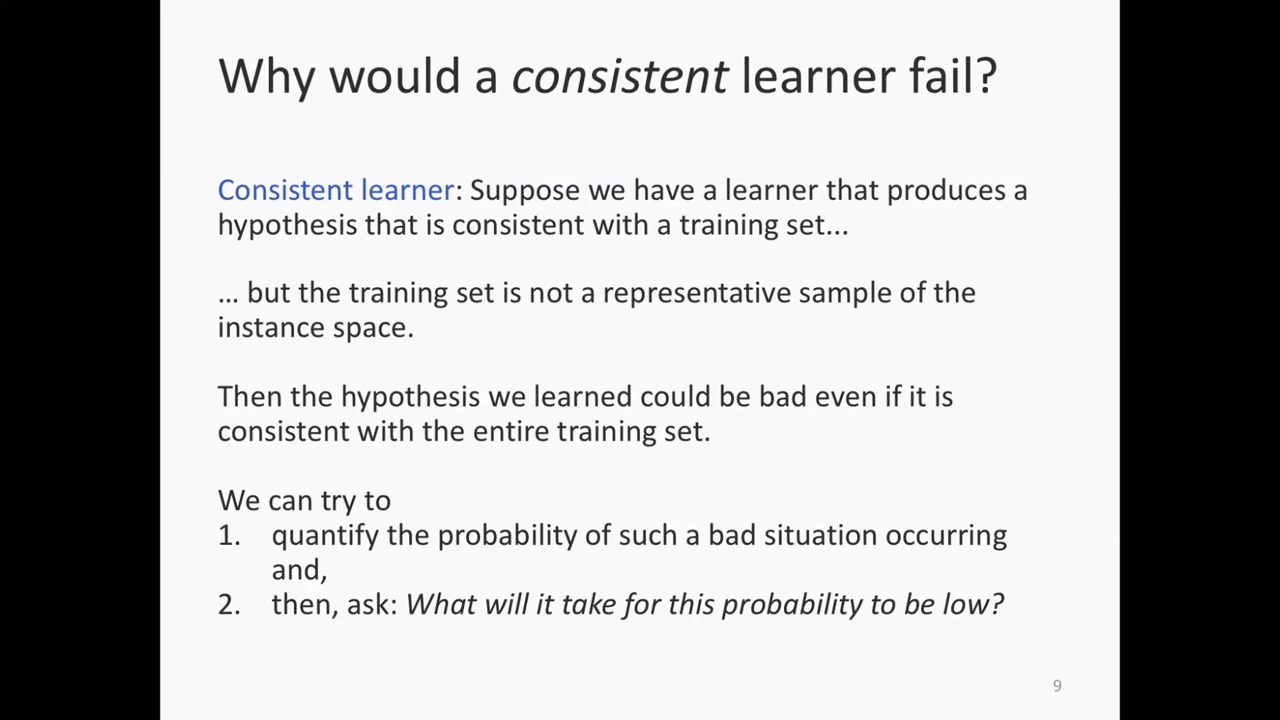 Why would a consistent learner fail?
Consistent learner: Suppose we have a learner that produces a
hypothesis that is consistent with a training set...
... but the training set is not a representative sample of the
instance space.
Then the hypothesis we learned could be bad even if it is
consistent with the entire training set.
We can try to
1. quantify the probability of such a bad situation occurring
and,
2. then, ask: What will it take for this probability to be low?
9